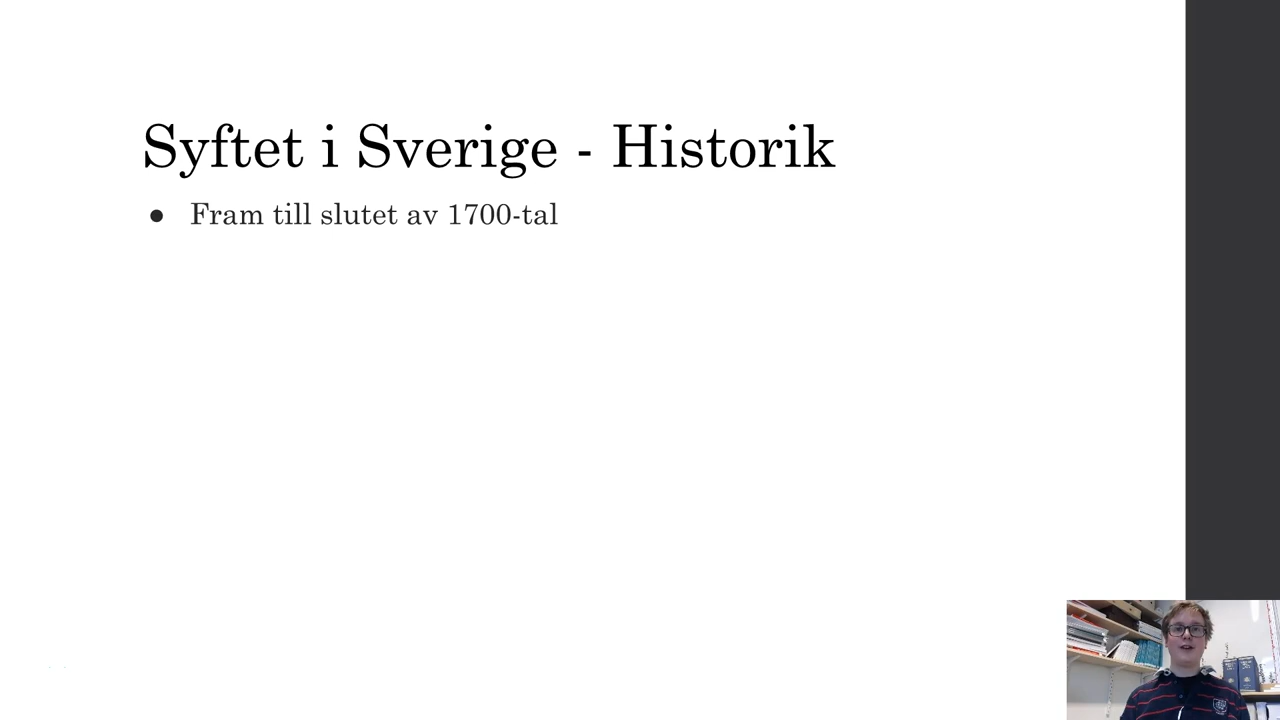 Syftet i Sverige - Historik
● Fram till slutet av 1700-tal